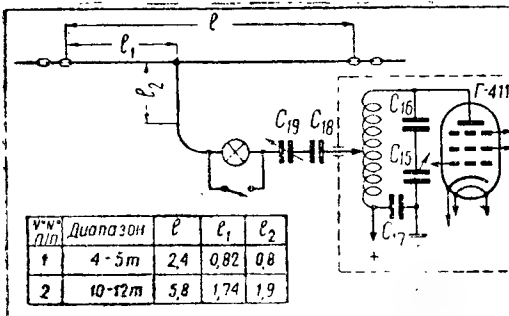 ℓ
ℓ₁
ℓ₂
Г-411
C₁₉ C₁₈
C₁₆
C₁₅
+
№№ п/п Диапазон ℓ ℓ₁ ℓ₂
1 4-5m 2,4 0,82 0,8
2 10-12m 5,8 1,74 1,9